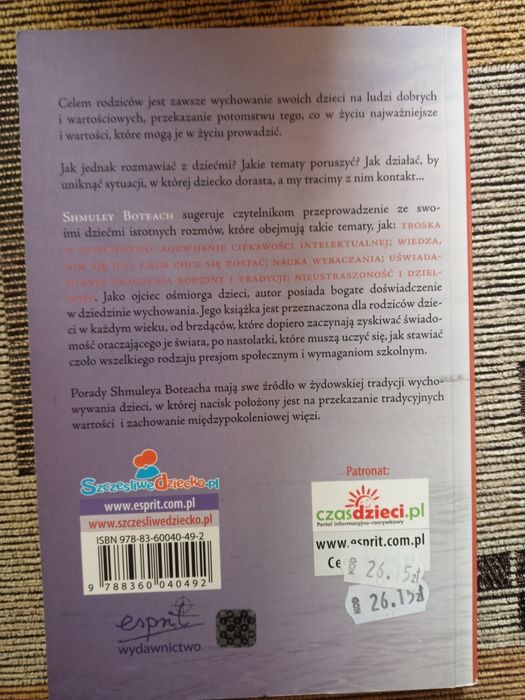 Celem rodziców jest zawsze wychowanie swoich dzieci na ludzi dobrych
i wartościowych, przekazanie potomstwu tego, co w życiu najważniejsze
i wartości, które mogą je w życiu prowadzić.
Jak jednak rozmawiać z dziećmi? Jakie tematy poruszyć? Jak działać, by
uniknąć sytuacji, w której dziecko dorasta, a my tracimy z nim kontakt...
SHMULEY BOTEACH sugeruje czytelnikom przeprowadzenie ze swo-
imi dziećmi istotnych rozmów, które obejmują takie tematy, jak: TROSKA
O DZIECIŃSTWO; ROZWIJANIE CIEKAWOŚCI INTELEKTUALNEJ; WIEDZA,
KIM SIĘ JEST I KIM CHCE SIĘ ZOSTAĆ; NAUKA WYBACZANIA; UŚWIADA-
MIANIE ZNACZENIA RODZINY I TRADYCJI; NIEUSTRASZONOŚĆ I DZIEL-
NOŚĆ. Jako ojciec ośmiorga dzieci, autor posiada bogate doświadczenie
w dziedzinie wychowania. Jego książka jest przeznaczona dla rodziców dzie-
ci w każdym wieku, od brzdąców, które dopiero zaczynają zyskiwać świado-
mość otaczającego je świata, po nastolatki, które muszą uczyć się, jak stawiać
czoło wszelkiego rodzaju presjom społecznym i wymaganiom szkolnym.
Porady Shmuleya Boteacha mają swe źródło w żydowskiej tradycji wycho-
wywania dzieci, w której nacisk położony jest na przekazanie tradycyjnych
wartości i zachowanie międzypokoleniowej więzi.
SzczesliweDziecko.pl
www.esprit.com.pl
www.szczesliwedziecko.pl
ISBN 978-83-60040-49-2
9 788360 040492
esprit
wydawnictwo
Patronat:
czasdzieci.pl
Portal informacyjno-rozrywkowy
www.esprit.com.pl
Ce
KOD 26.15zł
KOD 26.15zł